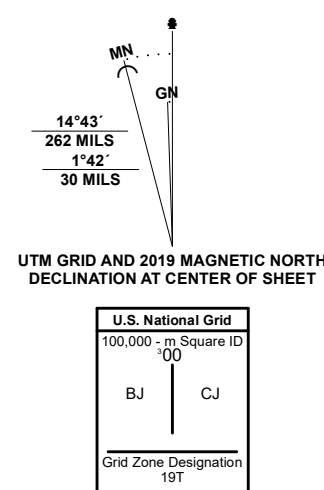 MN
GN
14°43´
262 MILS
1°42´
30 MILS
UTM GRID AND 2019 MAGNETIC NORTH
DECLINATION AT CENTER OF SHEET
U.S. National Grid
100,000 - m Square ID
³00
BJ CJ
Grid Zone Designation
19T